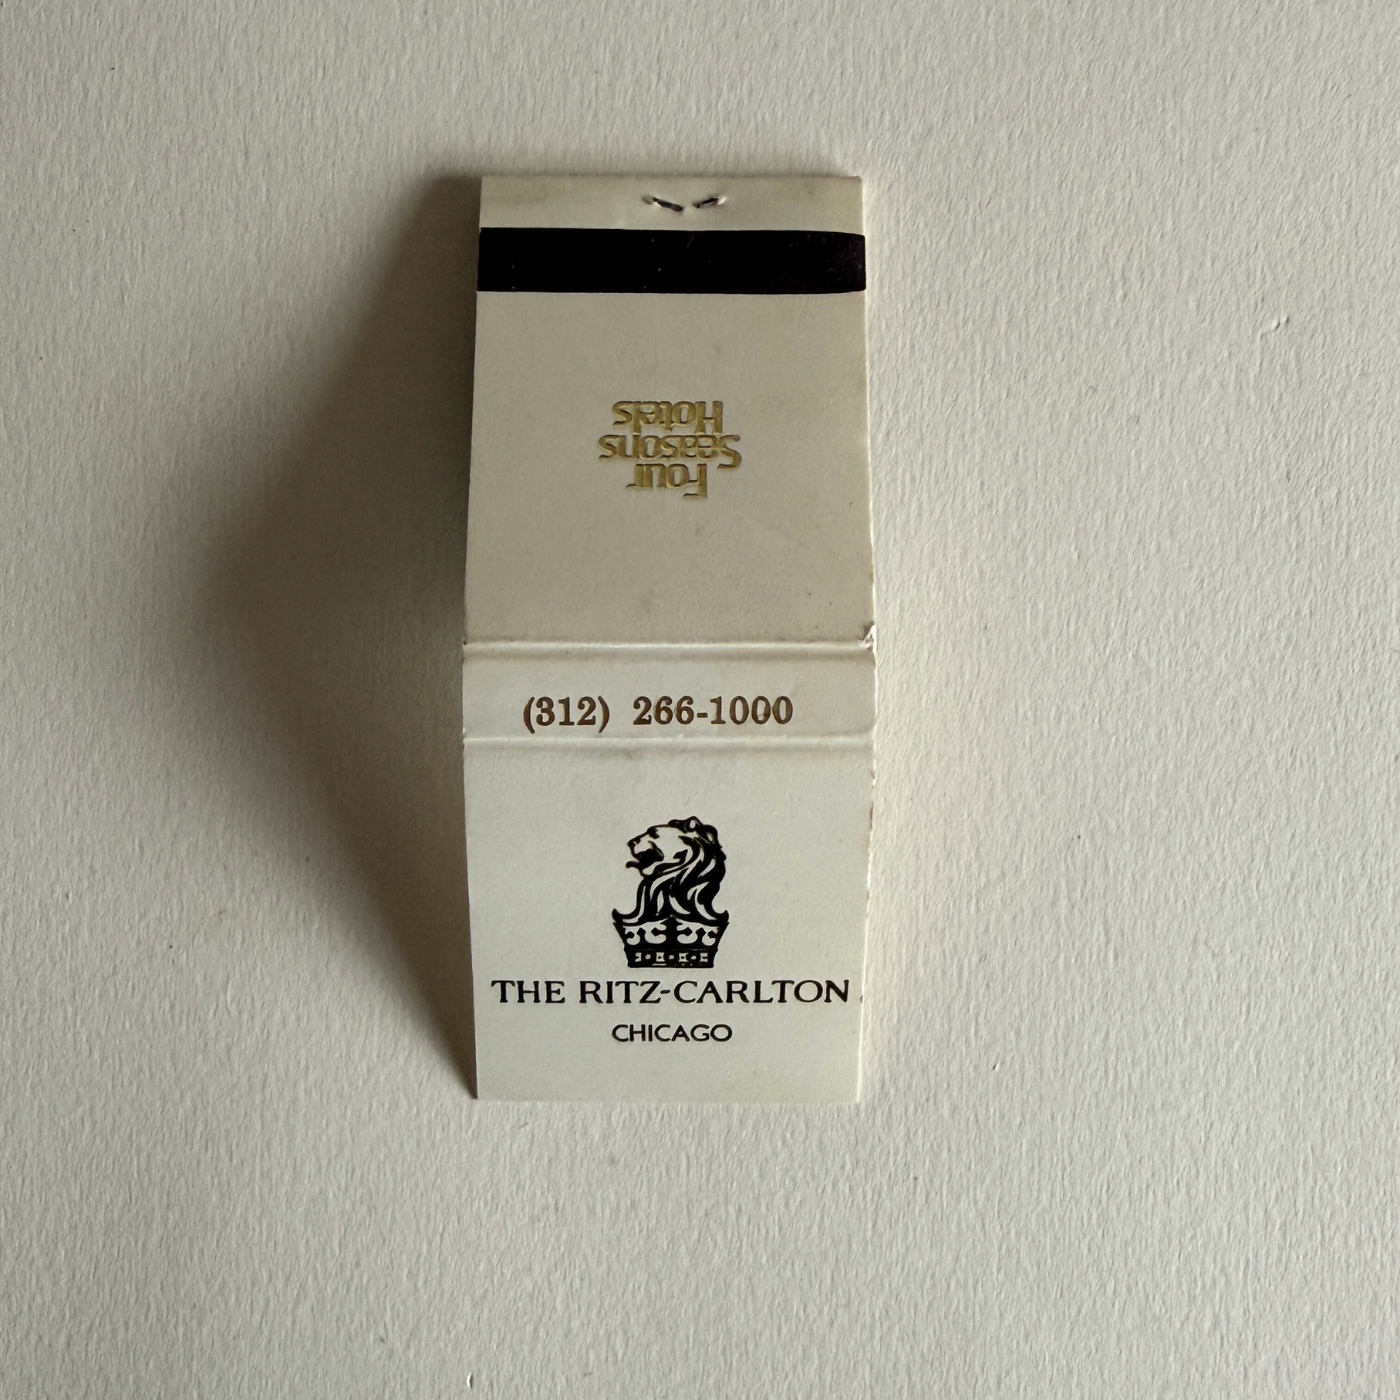 Four
Seasons
Hotels
(312) 266-1000
THE RITZ-CARLTON
CHICAGO